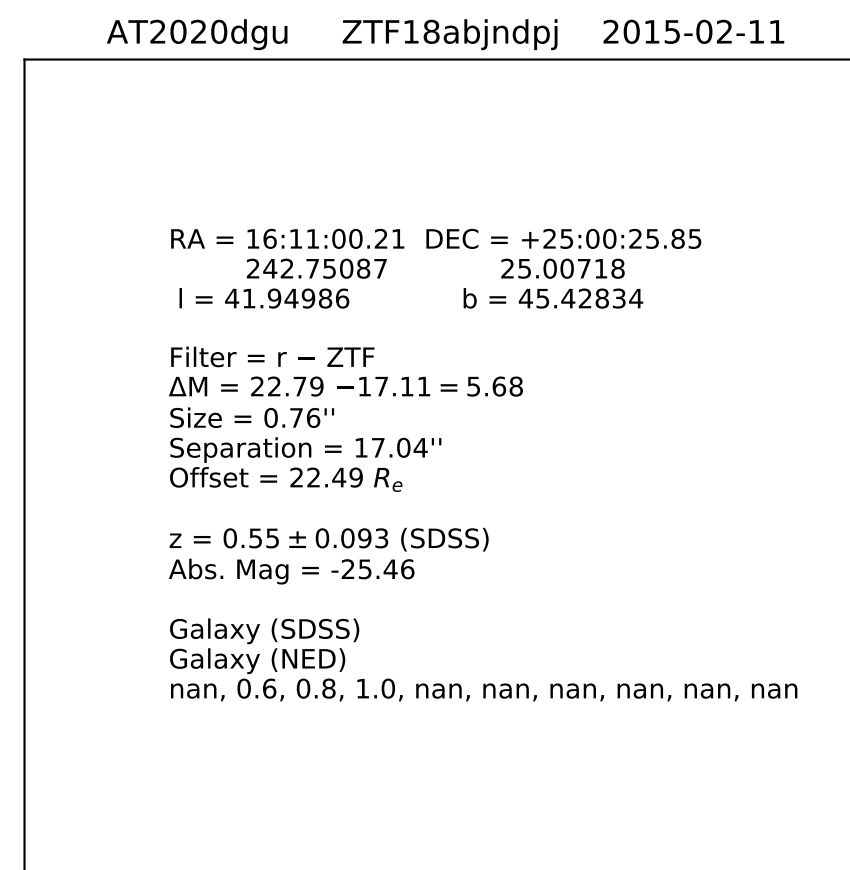 AT2020dgu ZTF18abjndpj 2015-02-11
RA = 16:11:00.21 DEC = +25:00:25.85
242.75087 25.00718
l = 41.94986 b = 45.42834
Filter = r − ZTF
ΔM = 22.79 −17.11 = 5.68
Size = 0.76''
Separation = 17.04''
Offset = 22.49 Rₑ
z = 0.55 ± 0.093 (SDSS)
Abs. Mag = -25.46
Galaxy (SDSS)
Galaxy (NED)
nan, 0.6, 0.8, 1.0, nan, nan, nan, nan, nan, nan